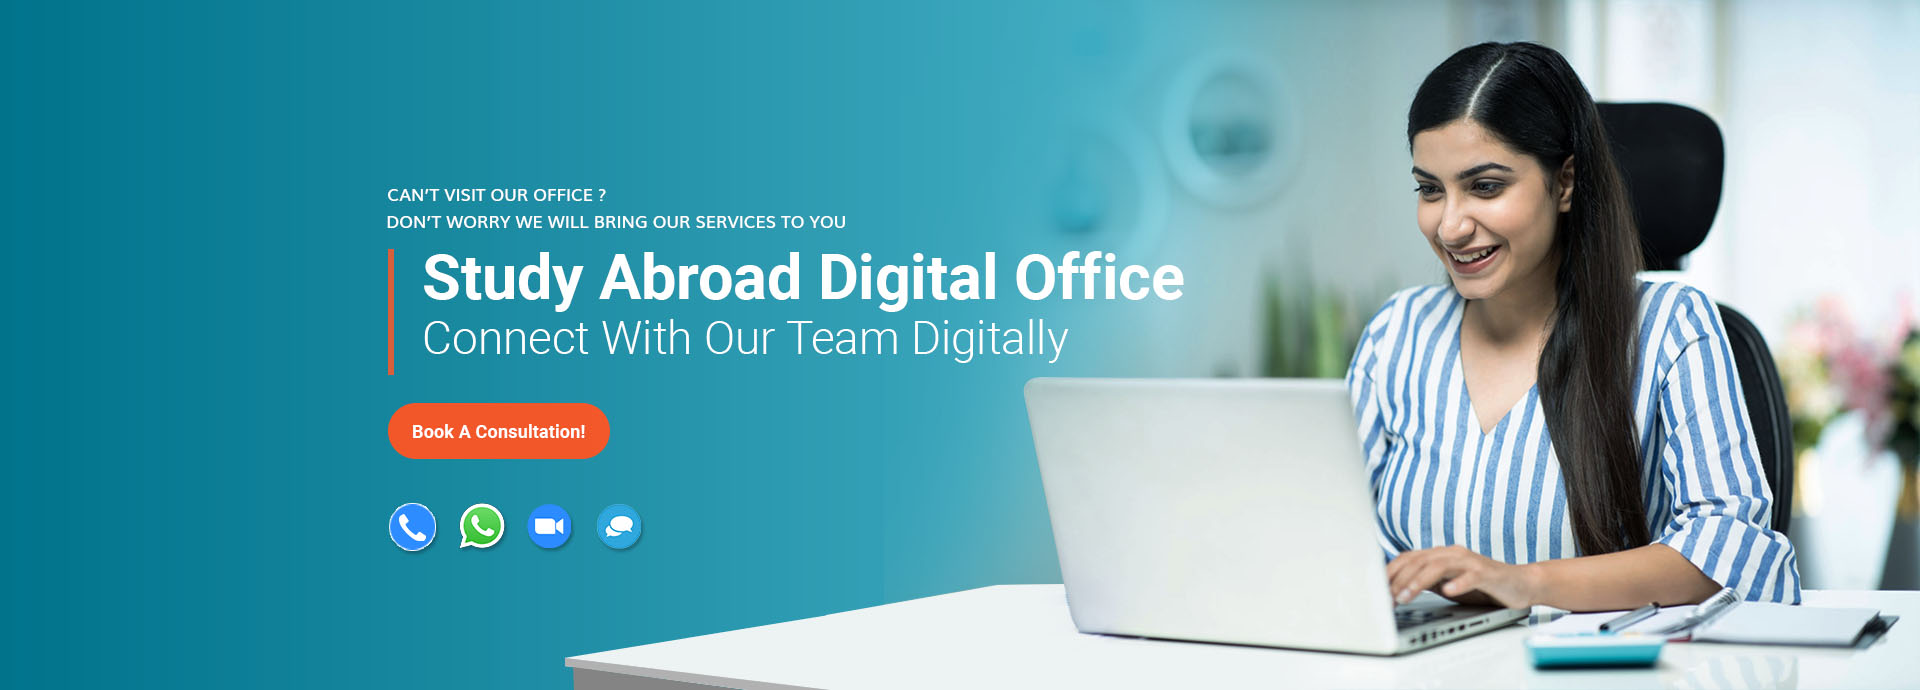 CAN'T VISIT OUR OFFICE ?
DON'T WORRY WE WILL BRING OUR SERVICES TO YOU
Study Abroad Digital Office
Connect With Our Team Digitally
Book A Consultation!